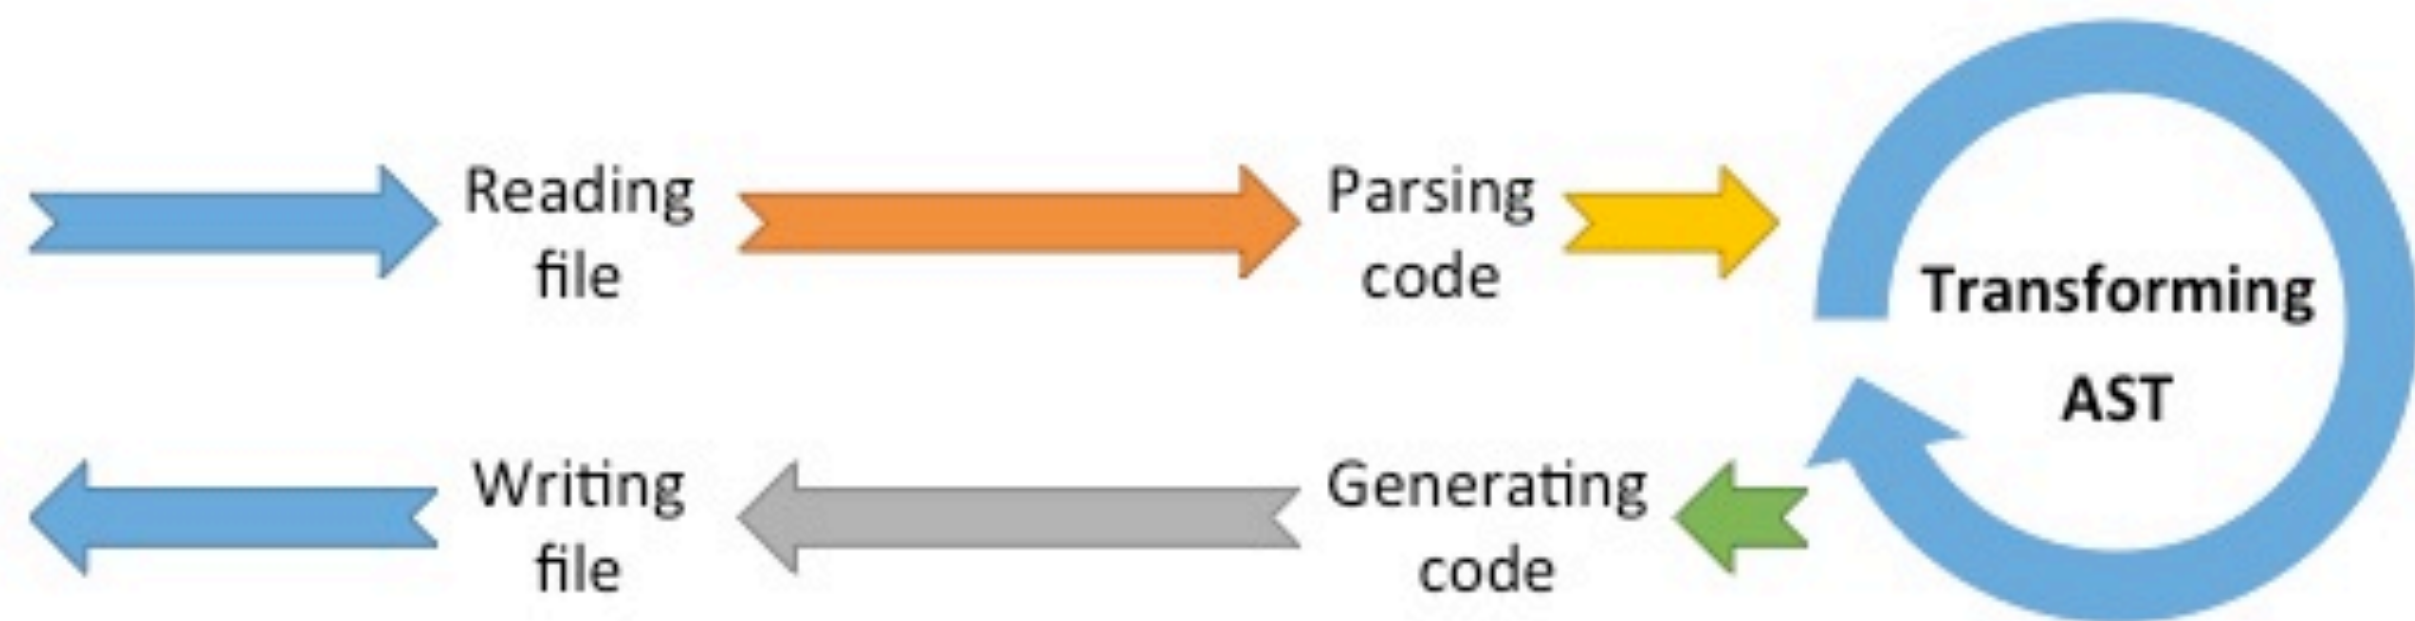 Reading
file
Parsing
code
Transforming
AST
Generating
code
Writing
file